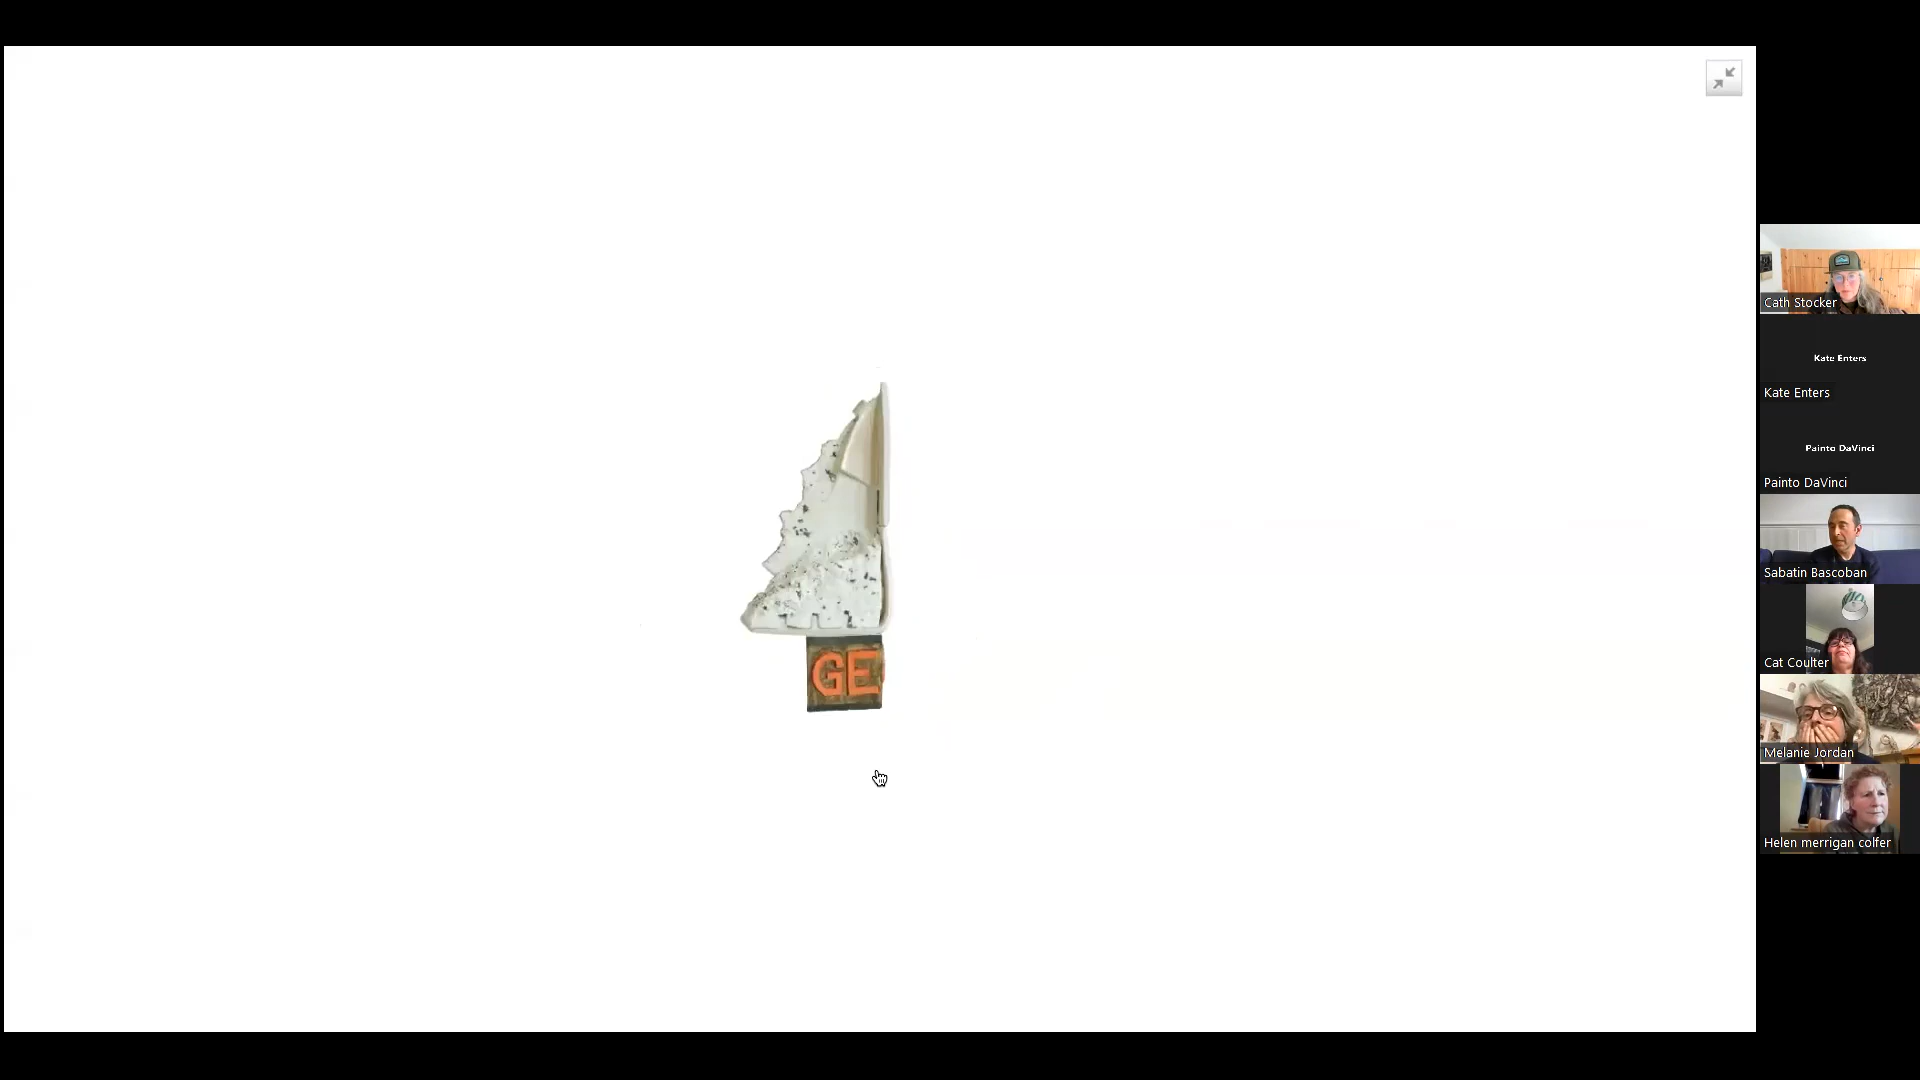 GE
Cath Stocker
Kate Enters
Kate Enters
Painto DaVinci
Painto DaVinci
Sabatin Bascoban
Cat Coulter
Melanie Jordan
Helen merrigan colfer